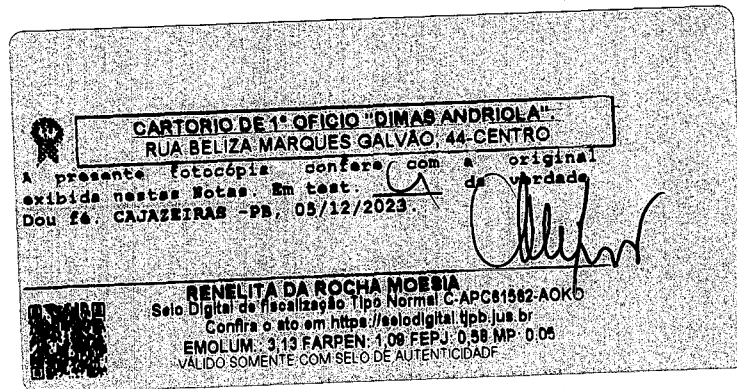 CARTORIO DE 1º OFICIO "DIMAS ANDRIOLA".
RUA BELIZA MARQUES GALVÃO, 44-CENTRO
A presente fotocópia confere com a original
exibida nestas Notas. Em test. da verdade
Dou fé. CAJAZEIRAS -PB, 05/12/2023.
RENELITA DA ROCHA MOESIA
Selo Digital de fiscalização Tipo Normal C-APC61562-AOKO
Confira o ato em https://selodigital.tjpb.jus.br
EMOLUM: 3,13 FARPEN: 1,09 FEPJ: 0,58 MP: 0,05
VÁLIDO SOMENTE COM SELO DE AUTENTICIDADE